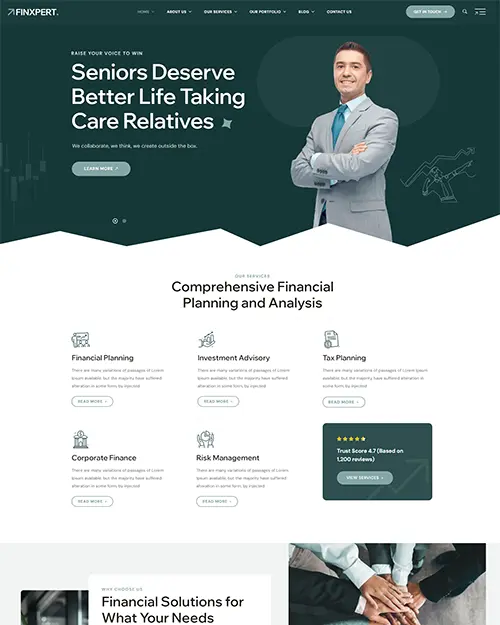 FINXPERT.
HOME
ABOUT US
OUR SERVICES
OUR PORTFOLIO
BLOG
CONTACT US
GET IN TOUCH
RAISE YOUR VOICE TO WIN
Seniors Deserve
Better Life Taking
Care Relatives
We collaborate, we think, we create outside the box.
LEARN MORE
OUR SERVICES
Comprehensive Financial
Planning and Analysis
Financial Planning
There are many variations of passages of Lorem
Ipsum available, but the majority have suffered
alteration in some form, by injected
READ MORE
Investment Advisory
There are many variations of passages of Lorem
Ipsum available, but the majority have suffered
alteration in some form, by injected
READ MORE
Tax Planning
There are many variations of passages of Lorem
Ipsum available, but the majority have suffered
alteration in some form, by injected
READ MORE
Corporate Finance
There are many variations of passages of Lorem
Ipsum available, but the majority have suffered
alteration in some form, by injected
READ MORE
Risk Management
There are many variations of passages of Lorem
Ipsum available, but the majority have suffered
alteration in some form, by injected
READ MORE
Trust Score 4.7 (Based on
1,200 reviews)
VIEW SERVICES
WHY CHOOSE US
Financial Solutions for
What Your Needs